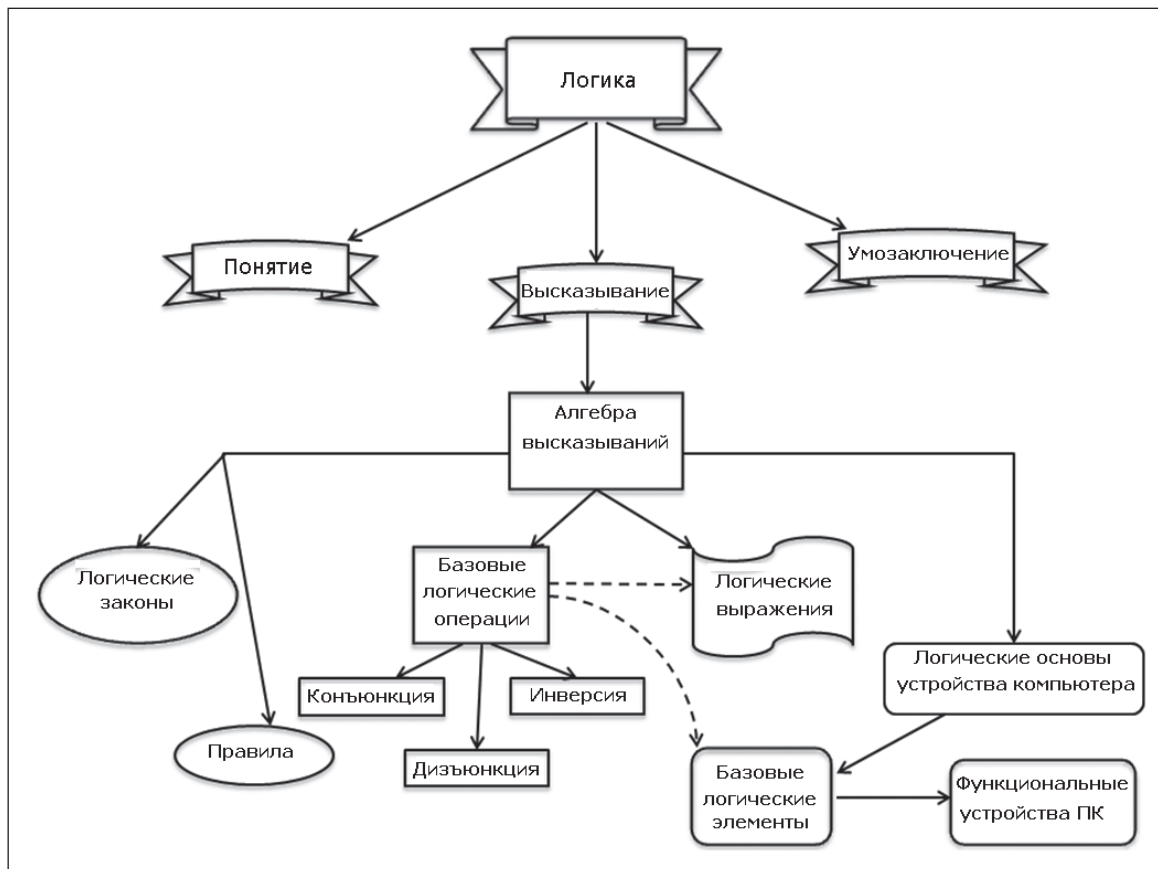 Логика
Понятие
Высказывание
Умозаключение
Алгебра
высказываний
Логические
законы
Базовые
логические
операции
Логические
выражения
Логические основы
устройства компьютера
Конъюнкция
Инверсия
Правила
Дизъюнкция
Базовые
логические
элементы
Функциональные
устройства ПК